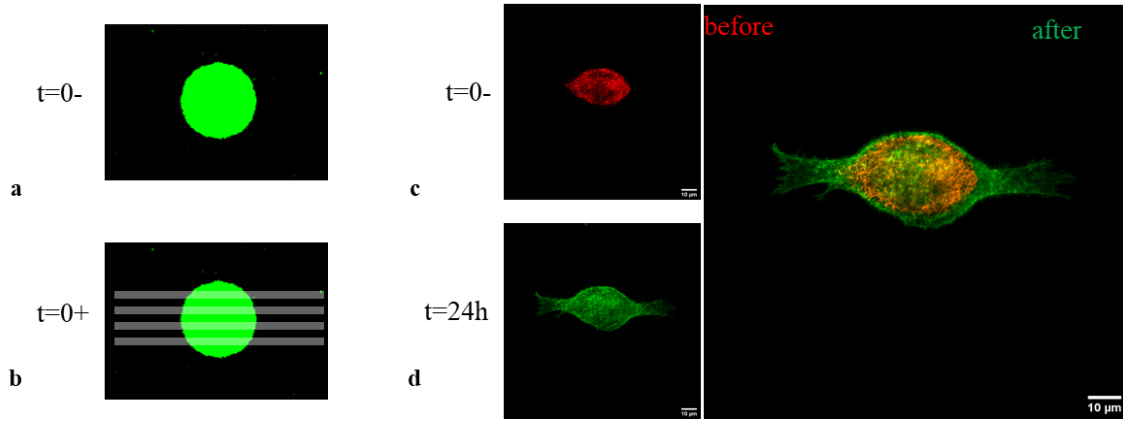 t=0-
a
t=0+
b
t=0-
c
10 µm
t=24h
d
10 µm
before
after
10 µm